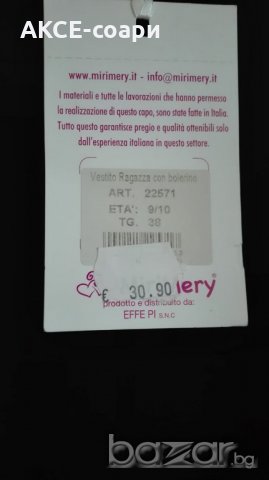 AKCE-соари
www.mirimery.it - info@mirimery.it
I materiali e tutte le lavorazioni che hanno permesso
la realizzazione di questo capo, sono state fatte in Italia.
Tutto questo garantisce pregio e qualità ottenibili solo
dall'esperienza italiana in questo settore.
Vestito Ragazza con bolerino
ART. 22571
ETA': 9/10
TG. 38
€ 30.90
mery
prodotto e distribuito da:
EFFE PI S.N.C
bazar.bg